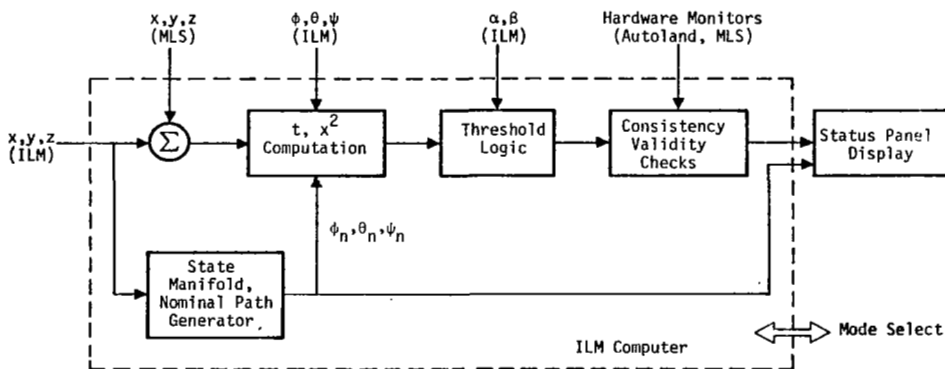 x,y,z
(MLS)
ϕ,θ,ψ
(ILM)
α,β
(ILM)
Hardware Monitors
(Autoland, MLS)
x,y,z
(ILM)
Σ
t, x²
Computation
Threshold
Logic
Consistency
Validity
Checks
Status Panel
Display
ϕₙ,θₙ,ψₙ
State
Manifold,
Nominal Path
Generator
Mode Select
ILM Computer